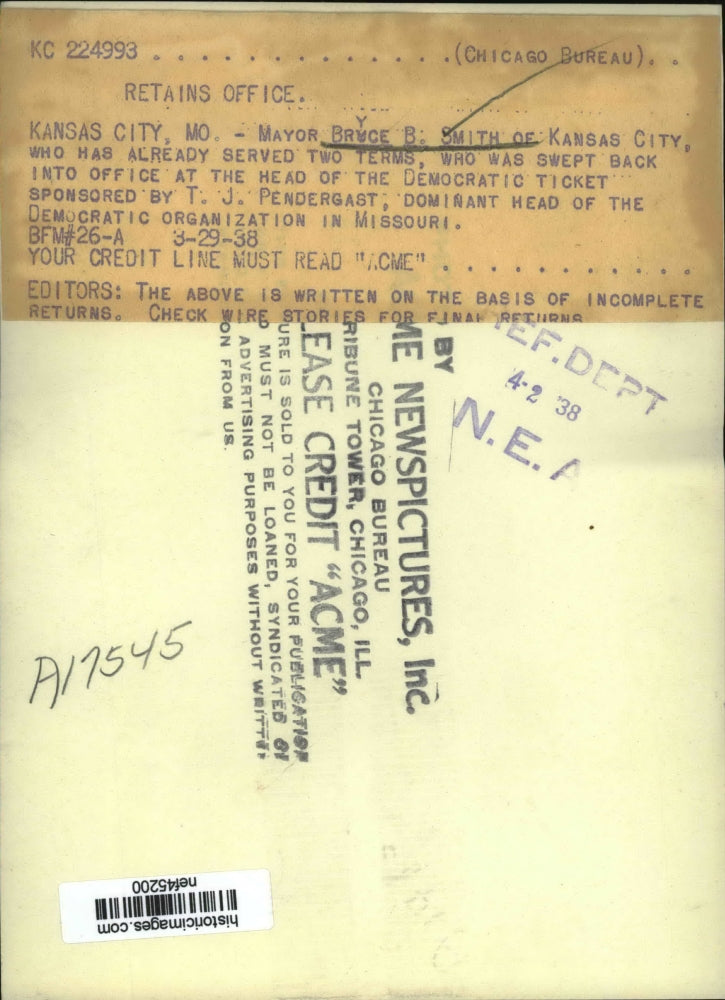 KC 224993 . . . . . . . . . . . . . . (CHICAGO BUREAU). .
RETAINS OFFICE.
Y
KANSAS CITY, MO. - MAYOR BRUCE B. SMITH OF KANSAS CITY,
WHO HAS ALREADY SERVED TWO TERMS, WHO WAS SWEPT BACK
INTO OFFICE AT THE HEAD OF THE DEMOCRATIC TICKET
SPONSORED BY T. J. PENDERGAST, DOMINANT HEAD OF THE
DEMOCRATIC ORGANIZATION IN MISSOURI.
BFM#26-A 3-29-38
YOUR CREDIT LINE MUST READ "ACME" . . . . . . . . . . .
EDITORS: THE ABOVE IS WRITTEN ON THE BASIS OF INCOMPLETE
RETURNS. CHECK WIRE STORIES FOR FINAL RETURNS
BY
ME NEWSPICTURES, Inc.
CHICAGO BUREAU
RIBUNE TOWER, CHICAGO, ILL.
EASE CREDIT "ACME"
URE IS SOLD TO YOU FOR YOUR PUBLICATION
D MUST NOT BE LOANED, SYNDICATED OR
ADVERTISING PURPOSES WITHOUT WRITTEN
ON FROM US.
EF. DEPT
4-2 38
N.E.A
A17545
historicimages.com
nef45200